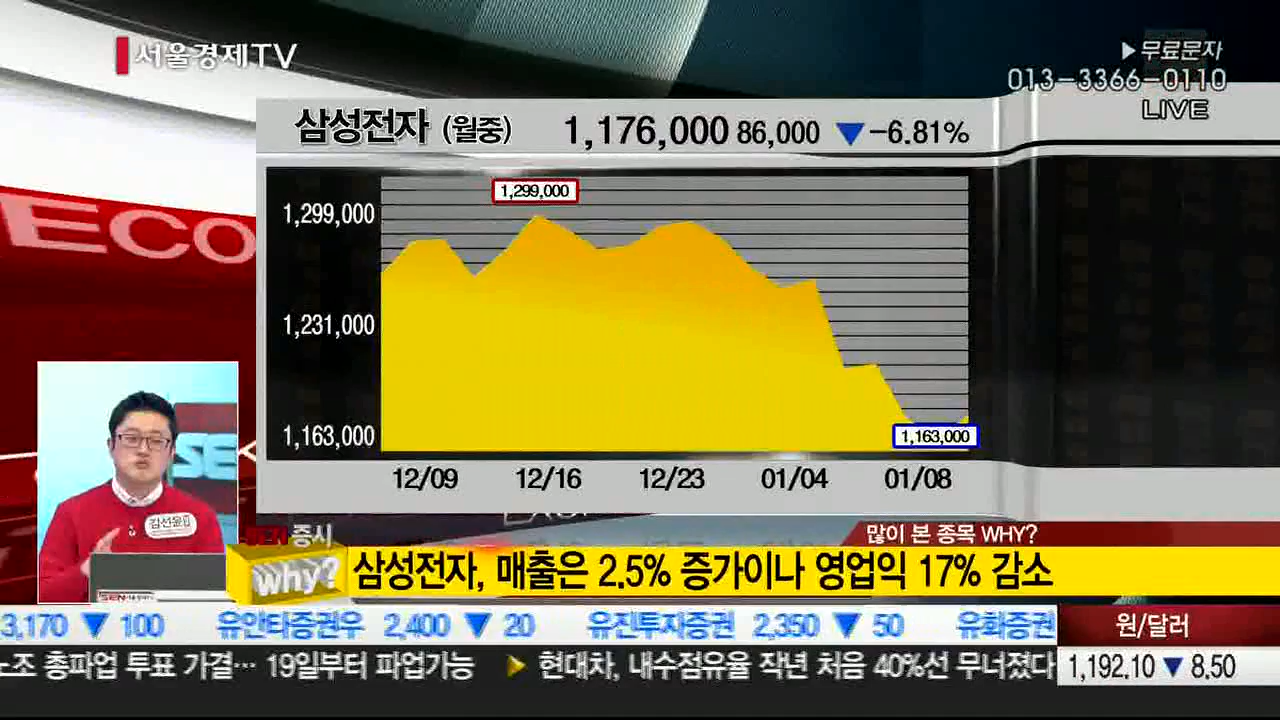 서울경제TV
▶무료문자
013-3366-0110
LIVE
삼성전자 (월중) 1,176,000 86,000 ▼-6.81%
1,299,000
1,299,000
1,231,000
1,163,000
1,163,000
12/09 12/16 12/23 01/04 01/08
ECO
SEN
김선윤
SEN 증시
why?
많이 본 종목 WHY?
삼성전자, 매출은 2.5% 증가이나 영업익 17% 감소
3,170 ▼ 100 유안타증권우 2,400 ▼ 20 유진투자증권 2,350 ▼ 50 유화증권
원/달러
노조 총파업 투표 가결… 19일부터 파업가능 ▶ 현대차, 내수점유율 작년 처음 40%선 무너졌다
1,192.10 ▼ 8.50